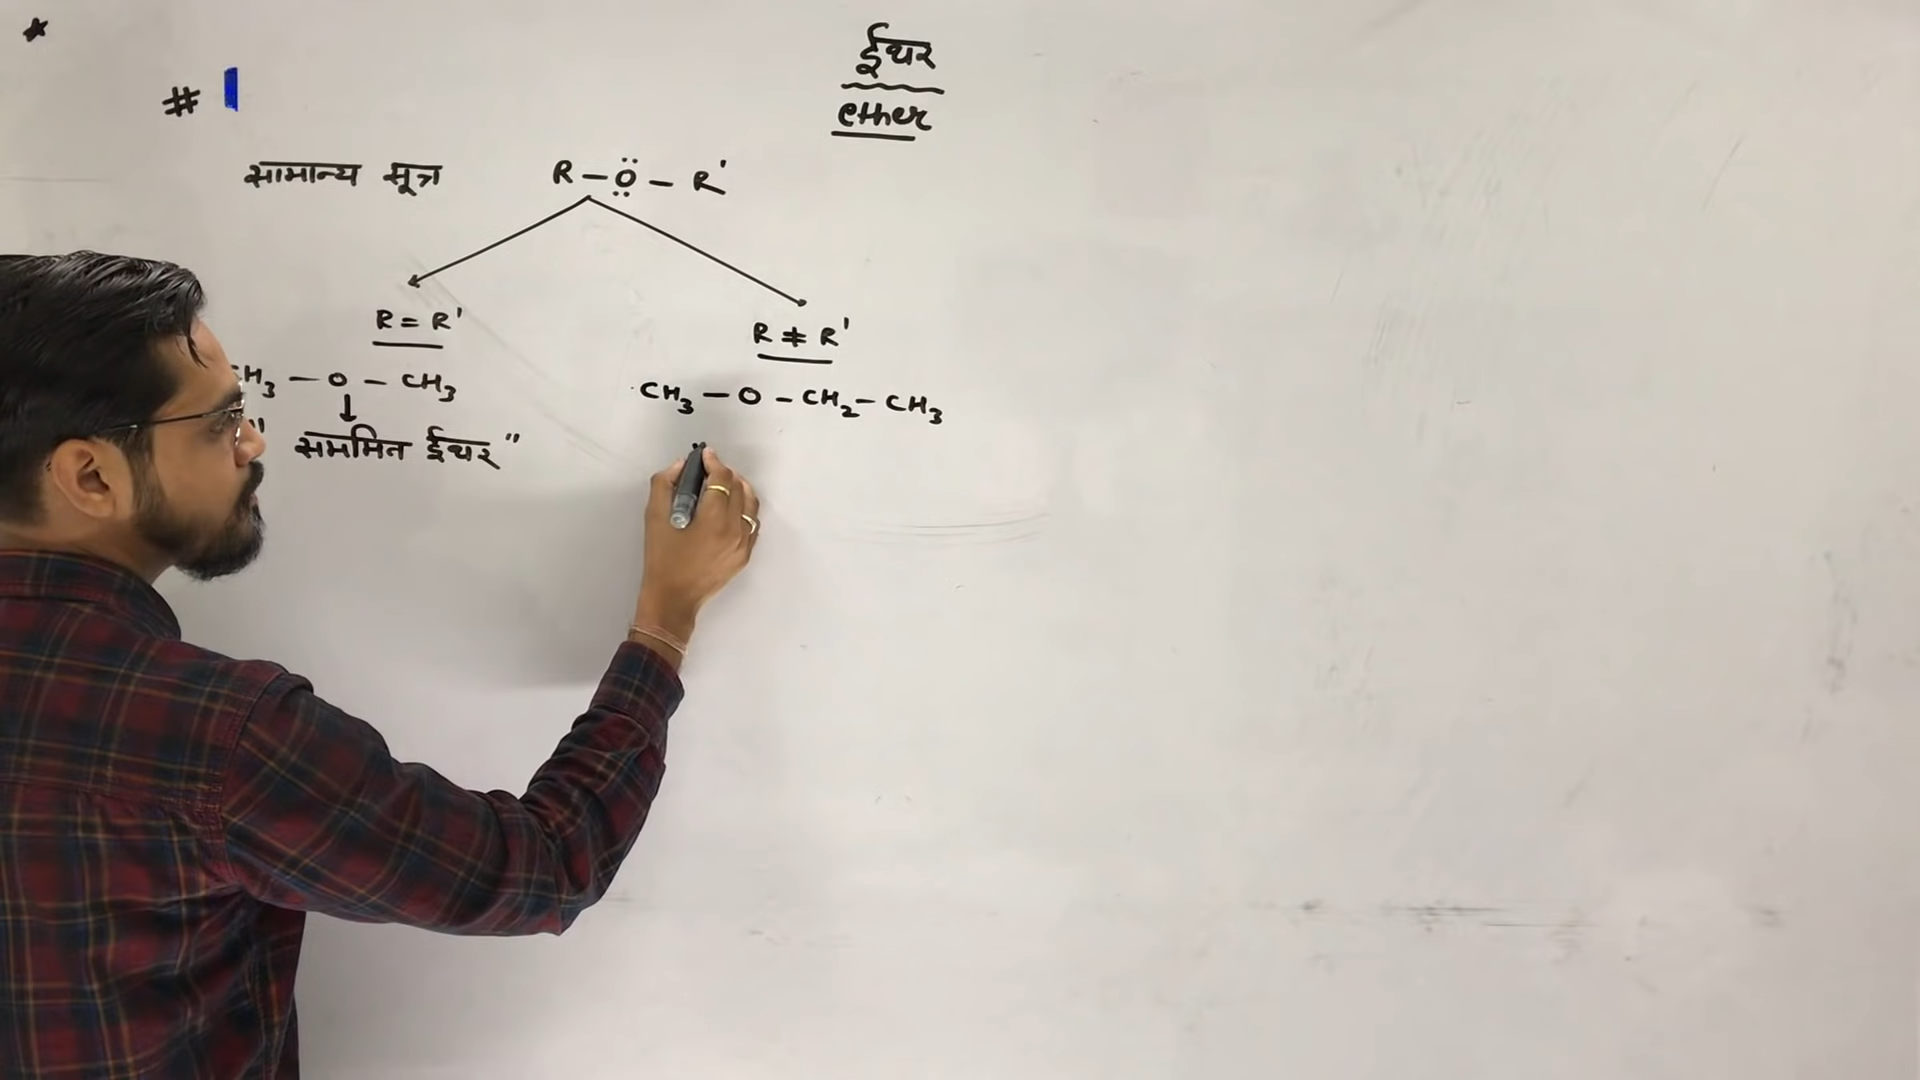 ईथर
ether
#
सामान्य सूत्र R – Ö – R'
R = R'
R ≠ R'
CH₃ – O – CH₃
CH₃ – O – CH₂ – CH₃
" सममित ईथर "